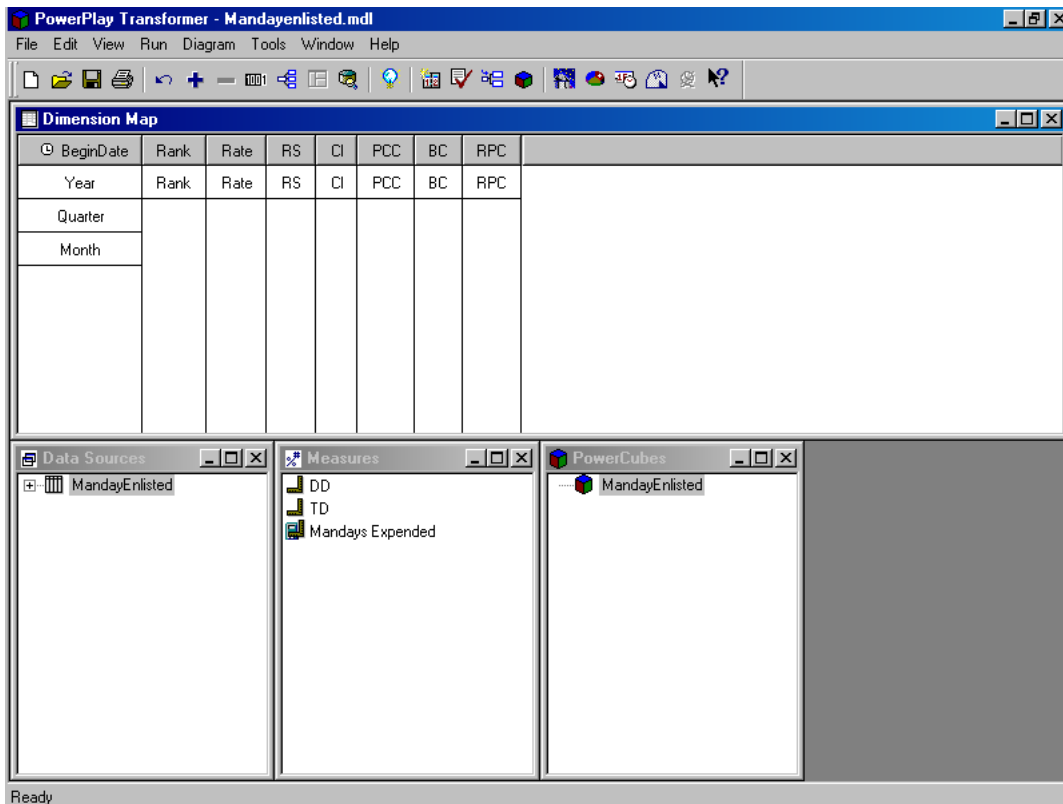 PowerPlay Transformer - Mandayenlisted.mdl
File Edit View Run Diagram Tools Window Help
Dimension Map
BeginDate Rank Rate RS CI PCC BC RPC
Year Rank Rate RS CI PCC BC RPC
Quarter
Month
Data Sources
MandayEnlisted
Measures
DD
TD
Mandays Expended
PowerCubes
MandayEnlisted
Ready